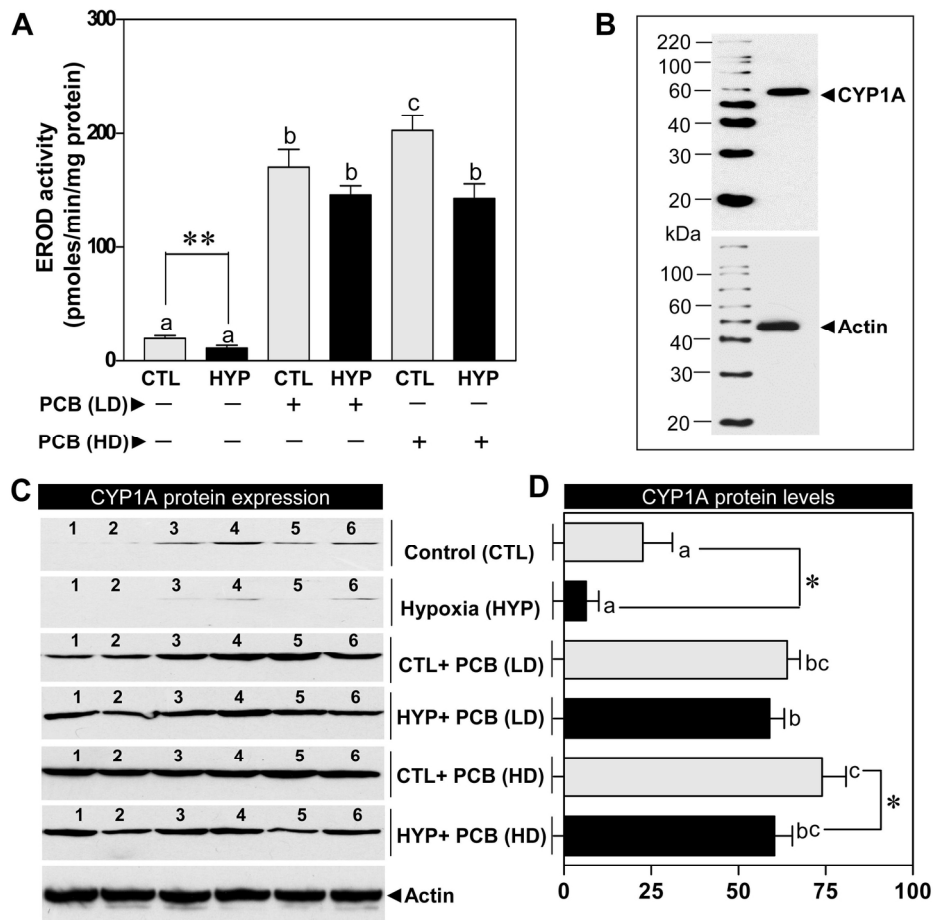 A
300
200
100
0
EROD activity
(pmoles/min/mg protein)
**
a
a
b
b
c
b
CTL HYP CTL HYP CTL HYP
PCB (LD)► — — + + — —
PCB (HD)► — — — — + +
B
220
100
60
40
30
20
kDa
◄CYP1A
100
60
40
30
20
◄Actin
C
CYP1A protein expression
1 2 3 4 5 6
Control (CTL)
1 2 3 4 5 6
Hypoxia (HYP)
1 2 3 4 5 6
CTL+ PCB (LD)
1 2 3 4 5 6
HYP+ PCB (LD)
1 2 3 4 5 6
CTL+ PCB (HD)
1 2 3 4 5 6
HYP+ PCB (HD)
◄Actin
D
CYP1A protein levels
a
*
a
bc
b
c
*
bc
0 25 50 75 100